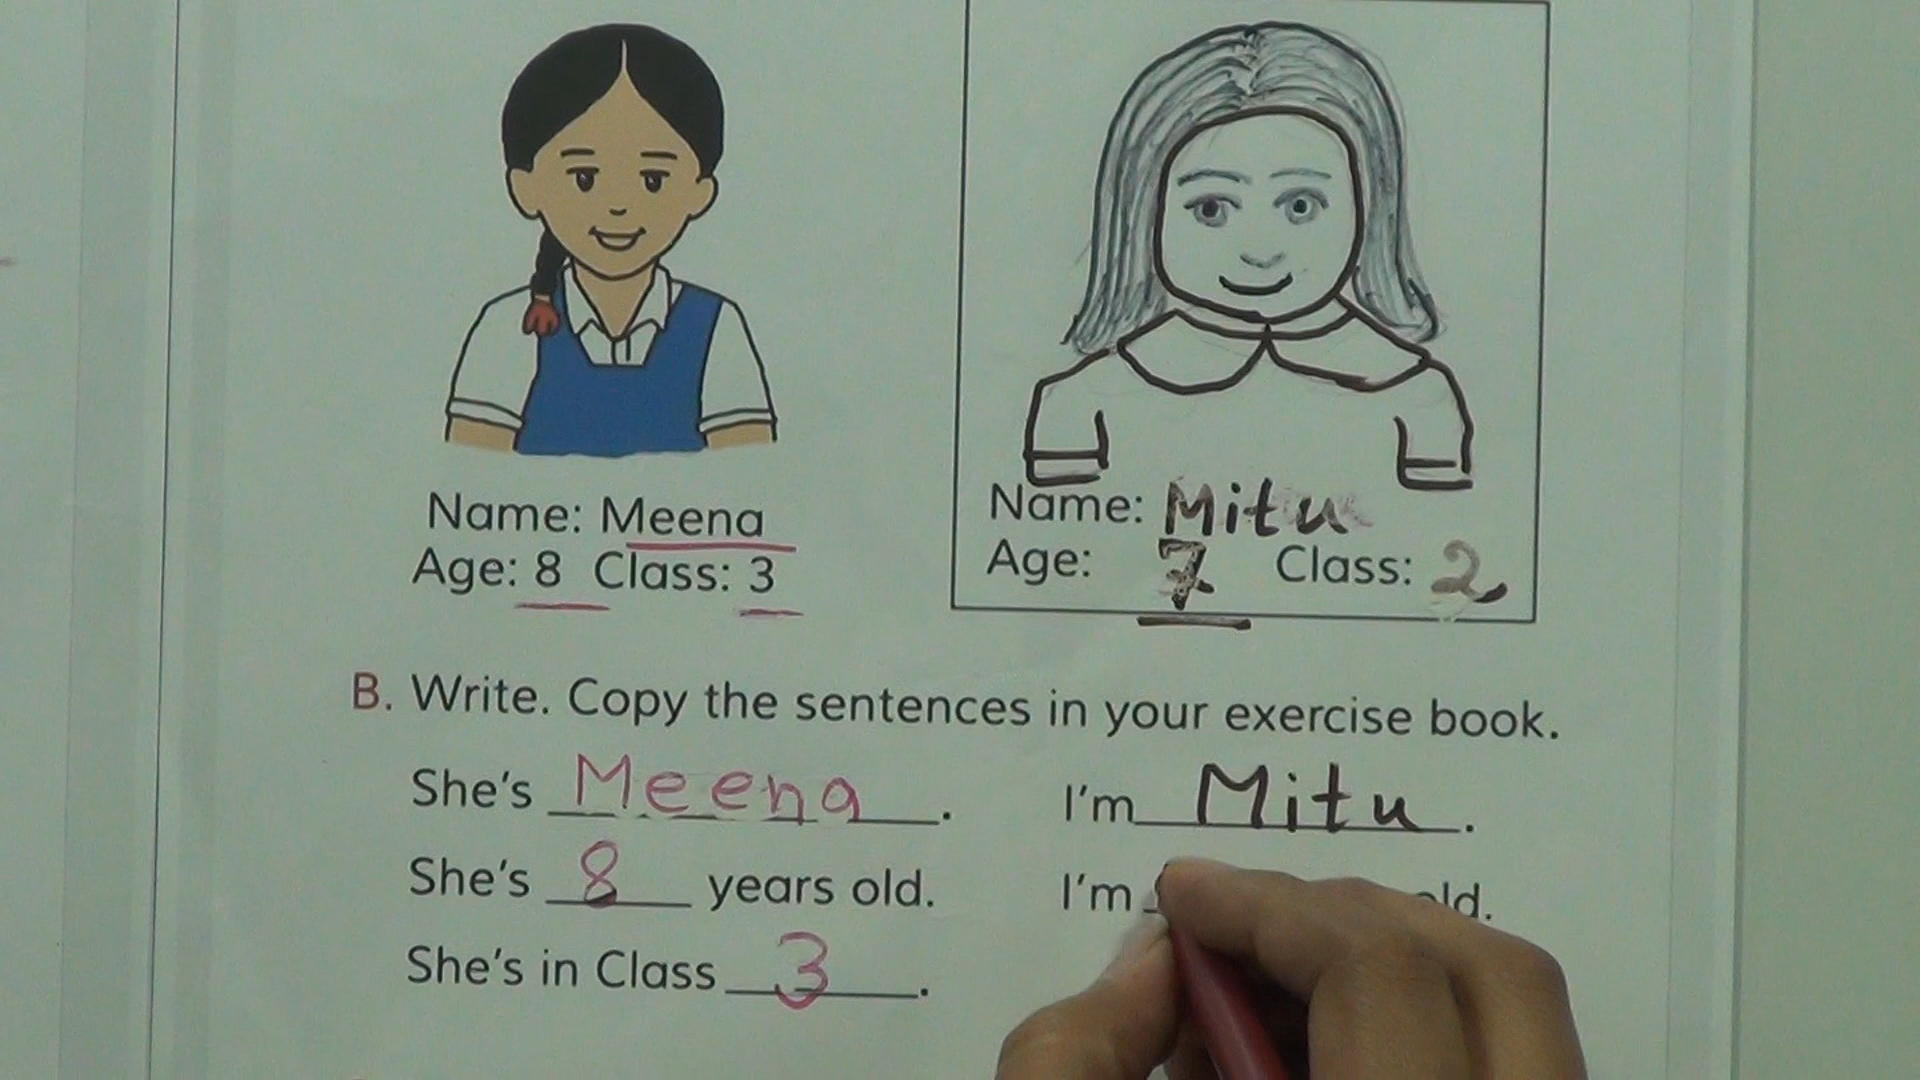 Name: Meena
Age: 8 Class: 3
Name: Mitu
Age: 7 Class: 2
B. Write. Copy the sentences in your exercise book.
She's Meena.
She's 8 years old.
She's in Class 3.
I'm Mitu.
I'm old.